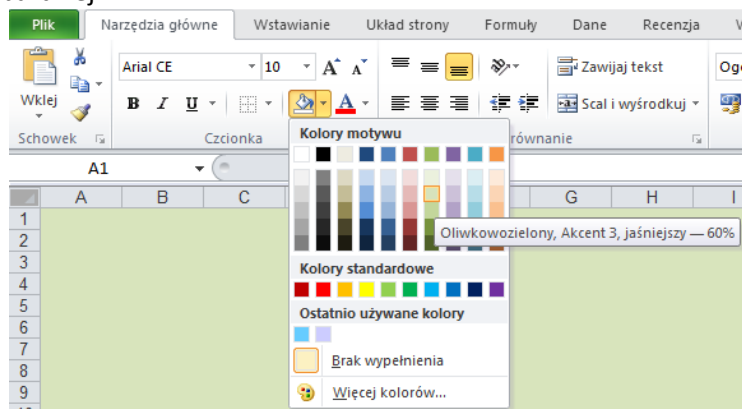 Plik Narzędzia główne Wstawianie Układ strony Formuły Dane Recenzja
Arial CE 10 A A Zawijaj tekst
Wklej B I U A Scal i wyśrodkuj
Schowek Czcionka równanie
A1
Kolory motywu
A B C G H I
Oliwkowozielony, Akcent 3, jaśniejszy — 60%
Kolory standardowe
Ostatnio używane kolory
Brak wypełnienia
Więcej kolorów...
1
2
3
4
5
6
7
8
9